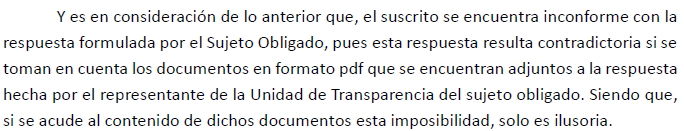 Y es en consideración de lo anterior que, el suscrito se encuentra inconforme con la
respuesta formulada por el Sujeto Obligado, pues esta respuesta resulta contradictoria si se
toman en cuenta los documentos en formato pdf que se encuentran adjuntos a la respuesta
hecha por el representante de la Unidad de Transparencia del sujeto obligado. Siendo que,
si se acude al contenido de dichos documentos esta imposibilidad, solo es ilusoria.